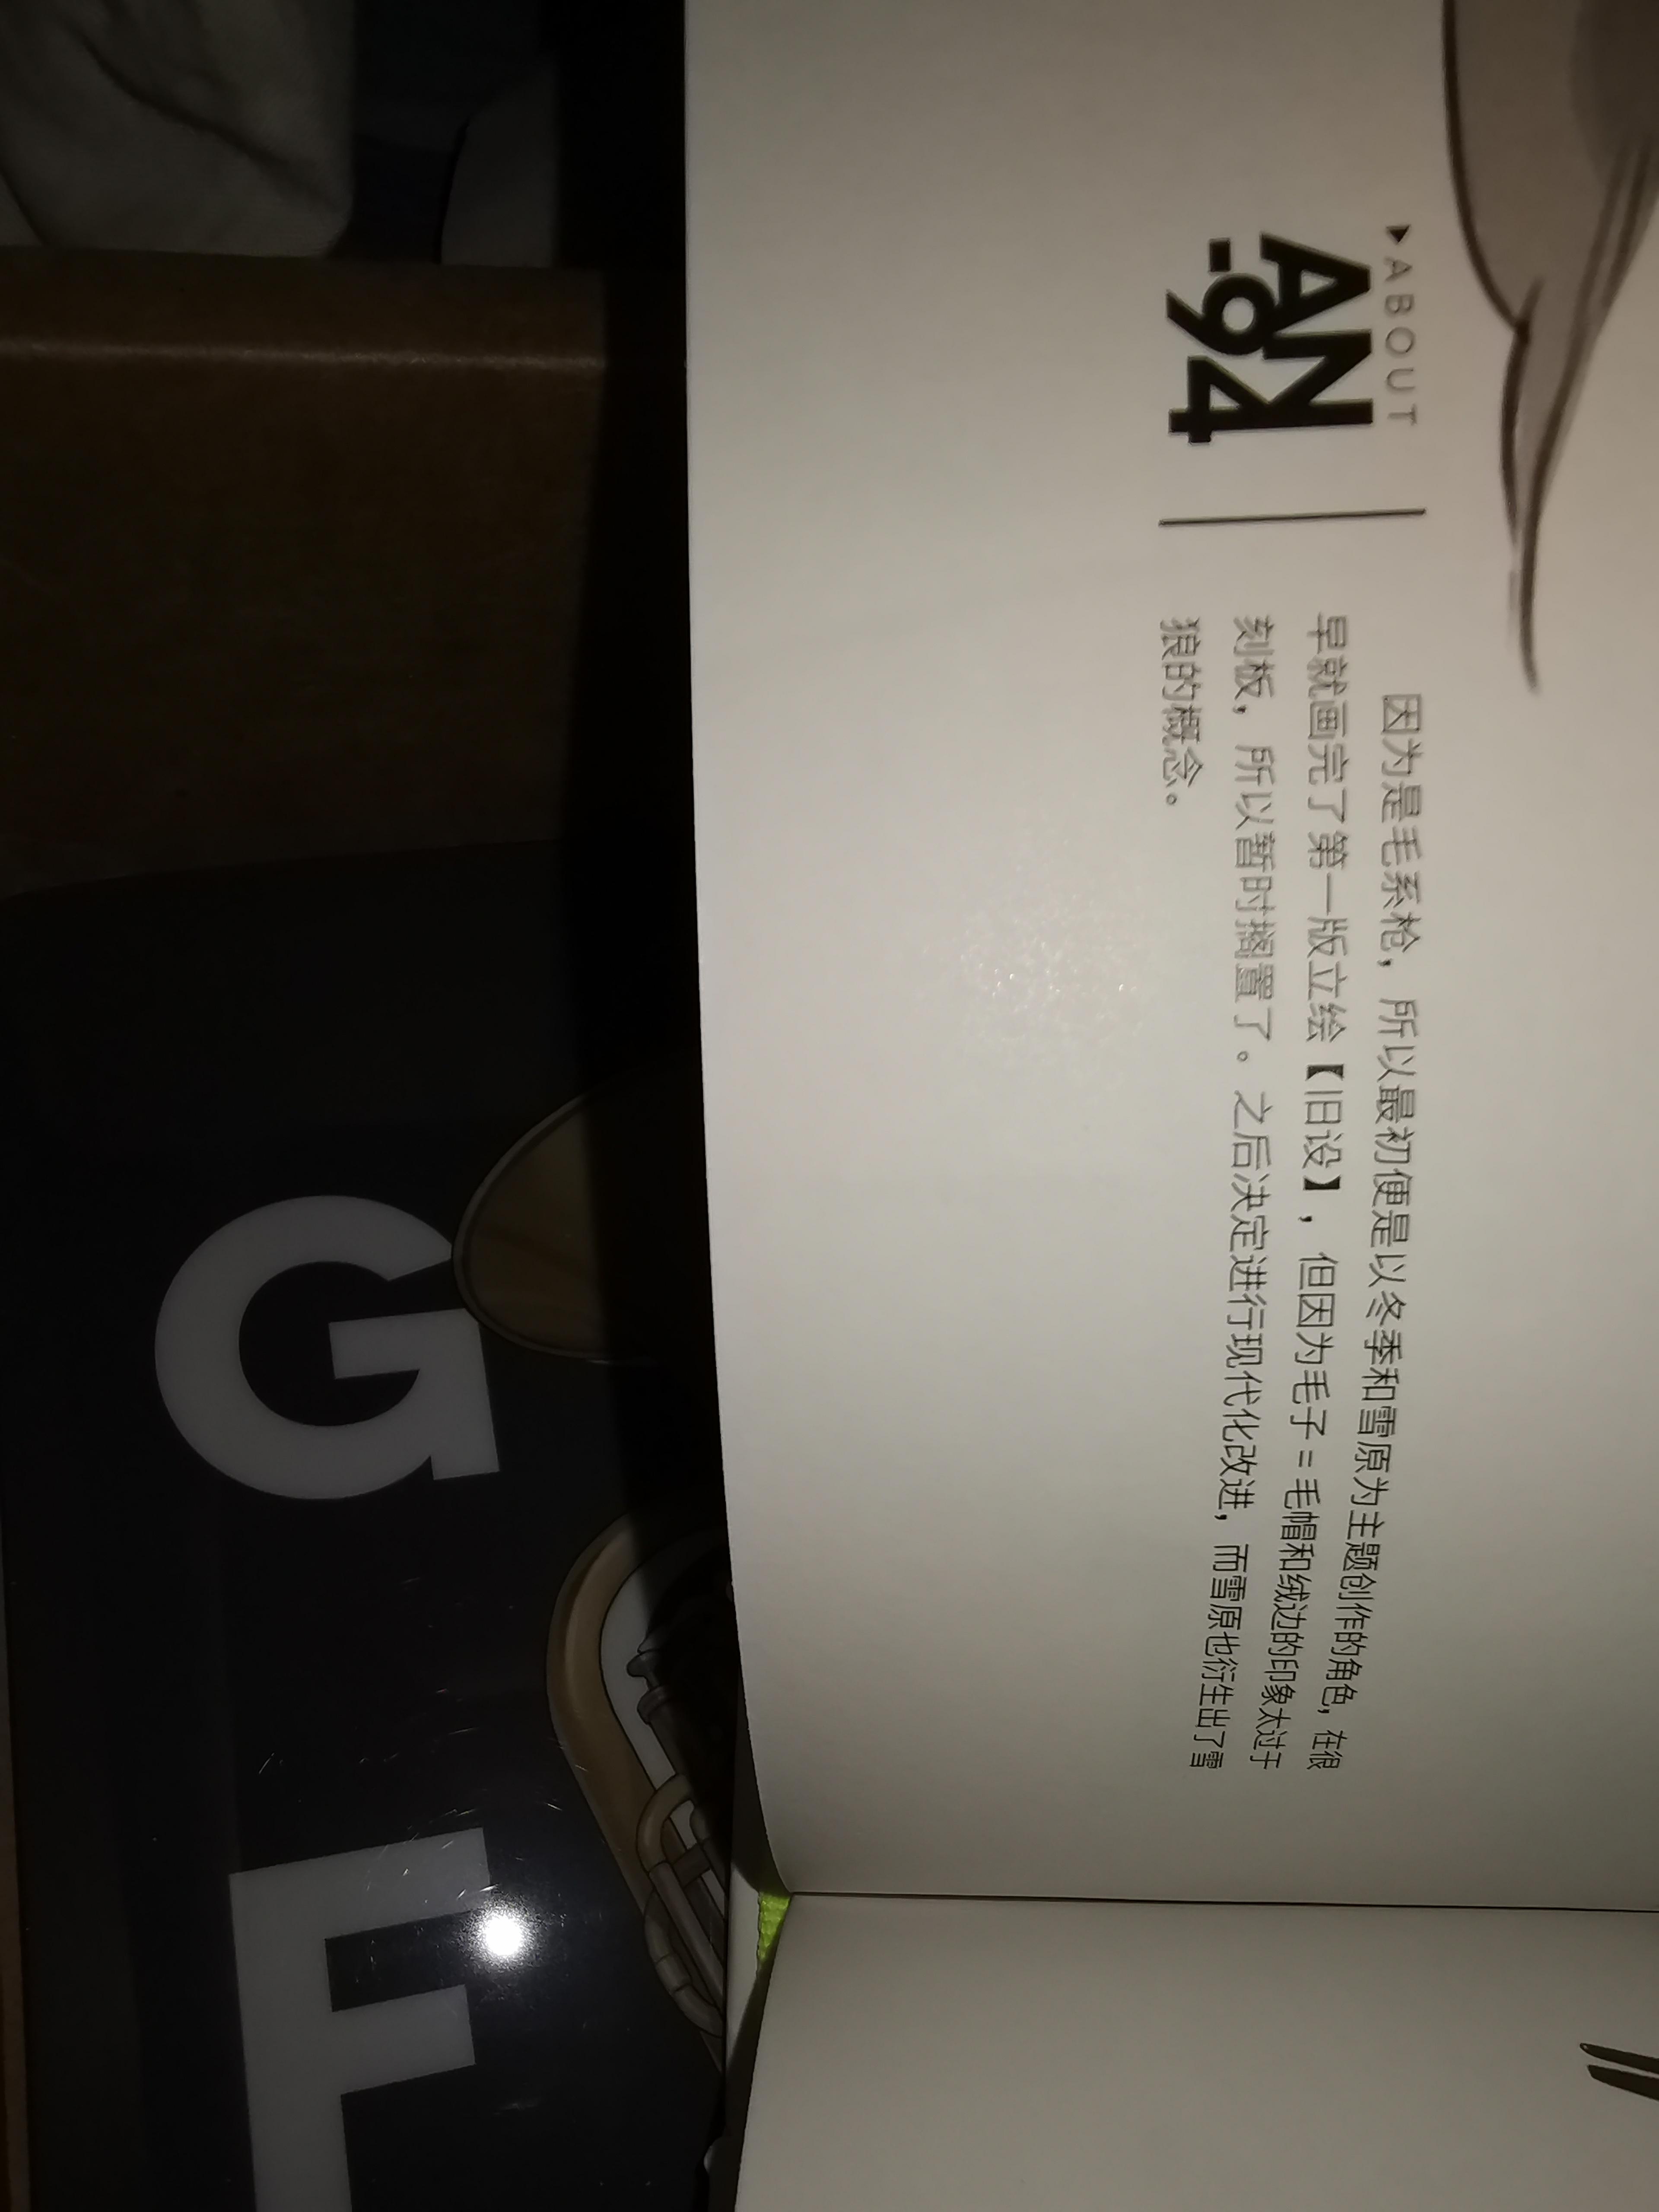 ▶ABOUT
AN
-94
因为是毛系枪，所以最初便是以冬季和雪原为主题创作的角色，在很
早就画完了第一版立绘【旧设】，但因为毛子=毛帽和绒边的印象太过于
刻板，所以暂时搁置了。之后决定进行现代化改进，而雪原也衍生出了雪
狼的概念。
G
F